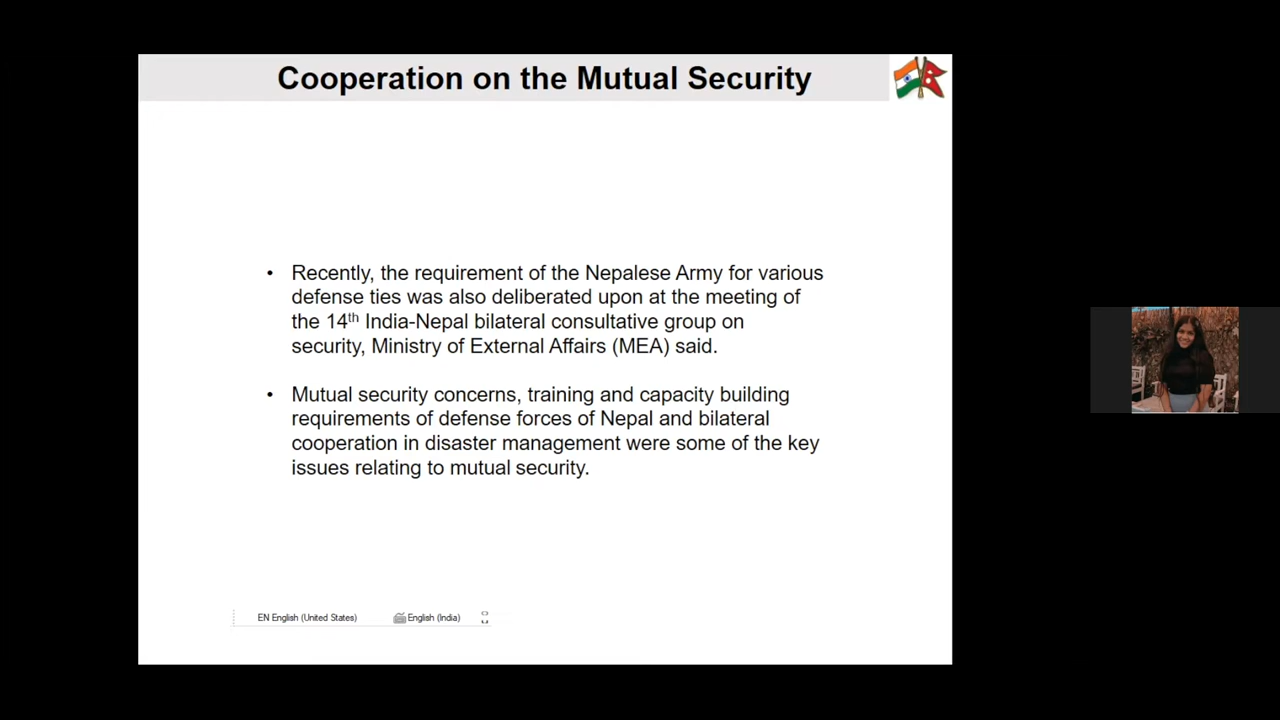 Cooperation on the Mutual Security
• Recently, the requirement of the Nepalese Army for various
defense ties was also deliberated upon at the meeting of
the 14th India-Nepal bilateral consultative group on
security, Ministry of External Affairs (MEA) said.
• Mutual security concerns, training and capacity building
requirements of defense forces of Nepal and bilateral
cooperation in disaster management were some of the key
issues relating to mutual security.
EN English (United States) English (India)